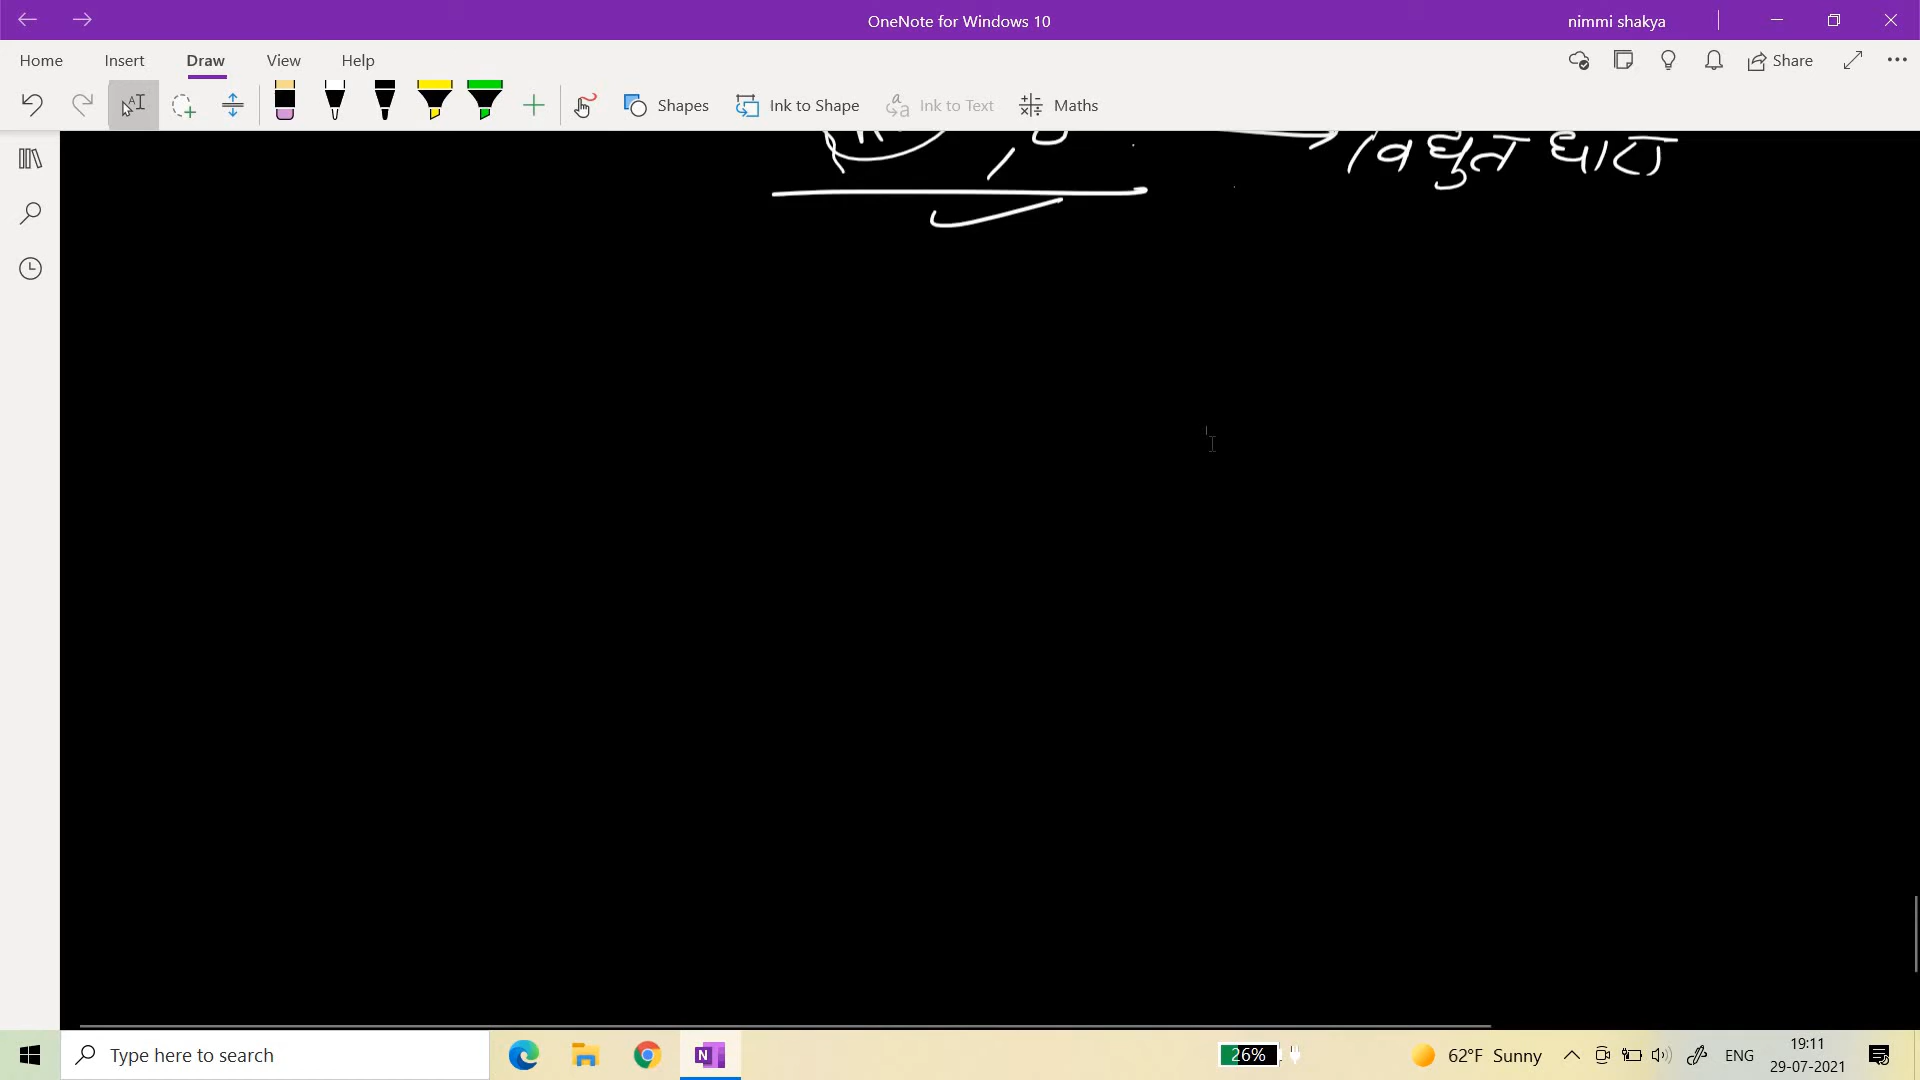 OneNote for Windows 10
nimmi shakya
Home
Insert
Draw
View
Help
Share
Shapes
Ink to Shape
Ink to Text
Maths
विधुत धारा
Type here to search
26%
62°F Sunny
ENG
19:11
29-07-2021